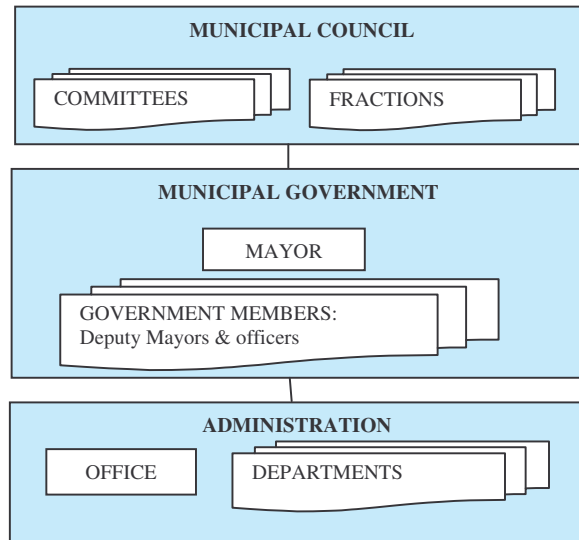 MUNICIPAL COUNCIL
COMMITTEES
FRACTIONS
MUNICIPAL GOVERNMENT
MAYOR
GOVERNMENT MEMBERS:
Deputy Mayors & officers
ADMINISTRATION
OFFICE
DEPARTMENTS